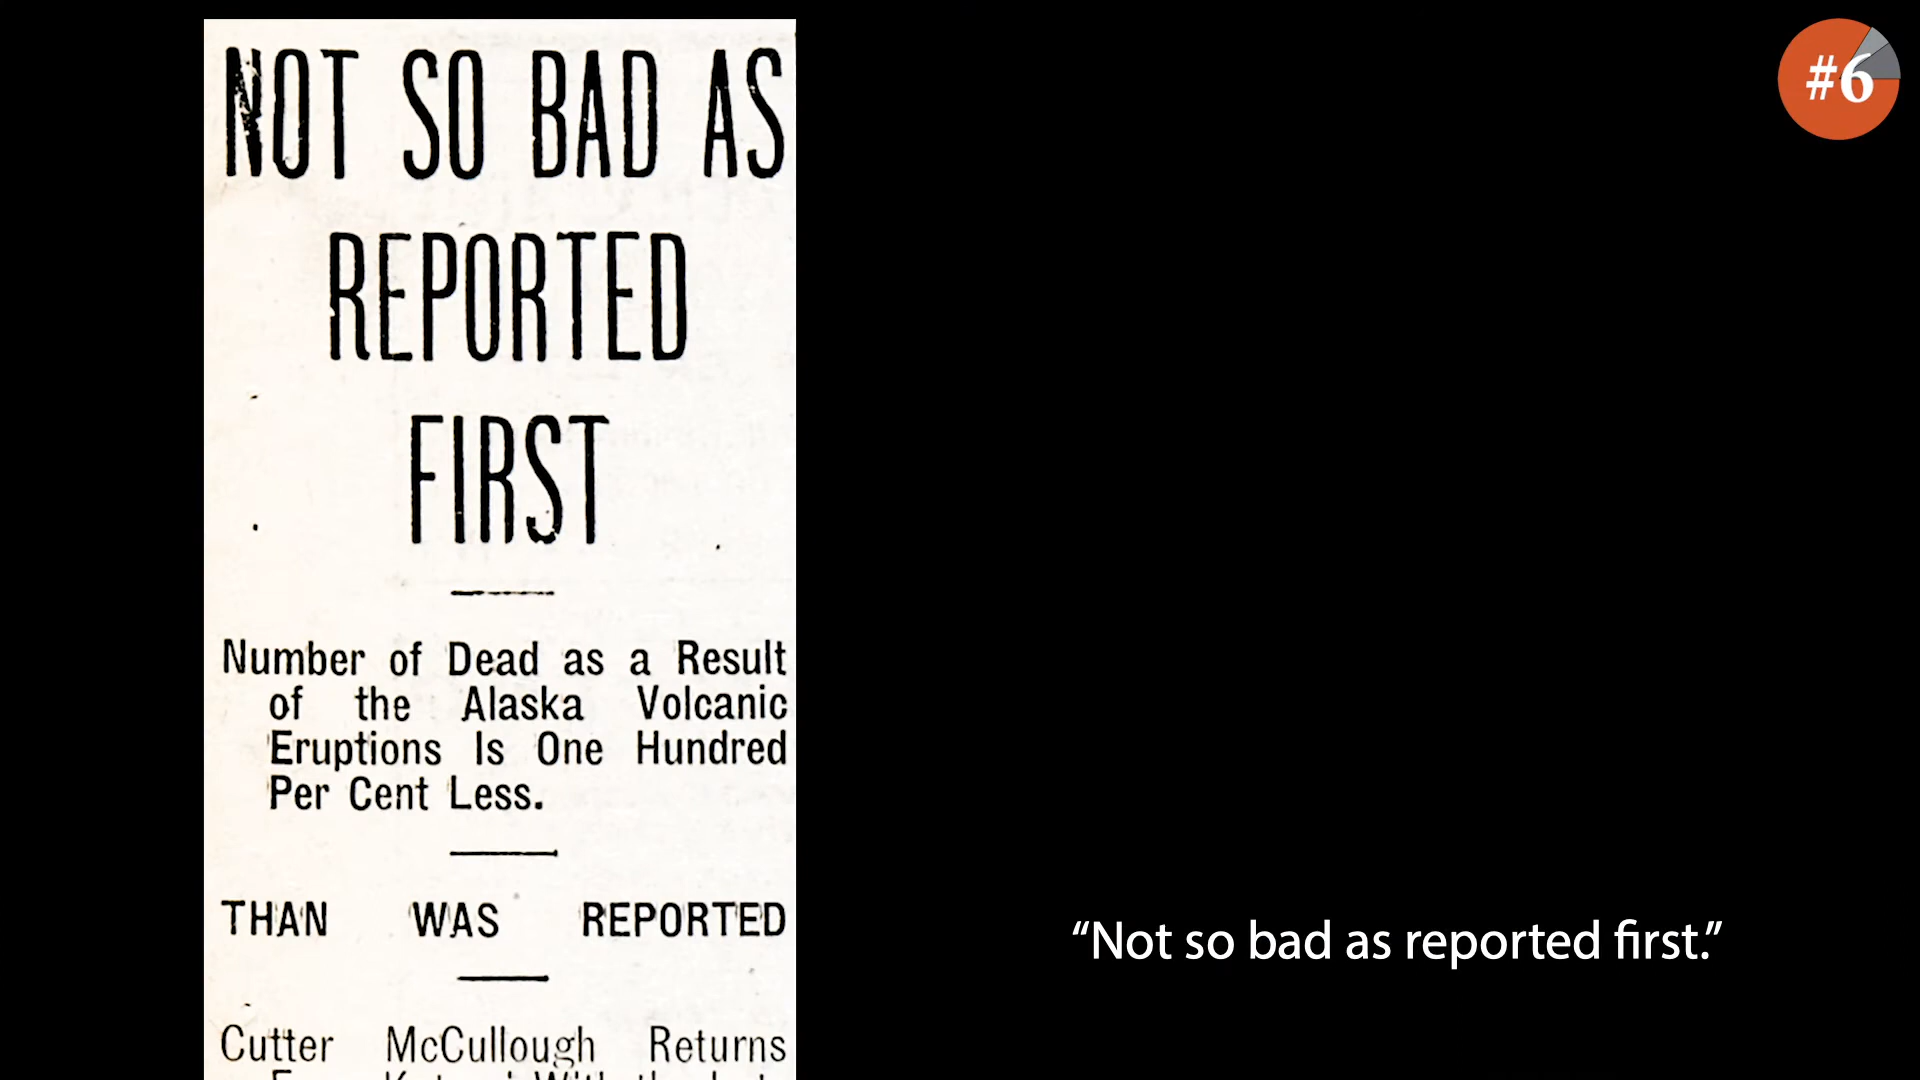 NOT SO BAD AS
REPORTED
FIRST
Number of Dead as a Result
of the Alaska Volcanic
Eruptions Is One Hundred
Per Cent Less.
THAN WAS REPORTED
Cutter McCullough Returns
#6
“Not so bad as reported first.”